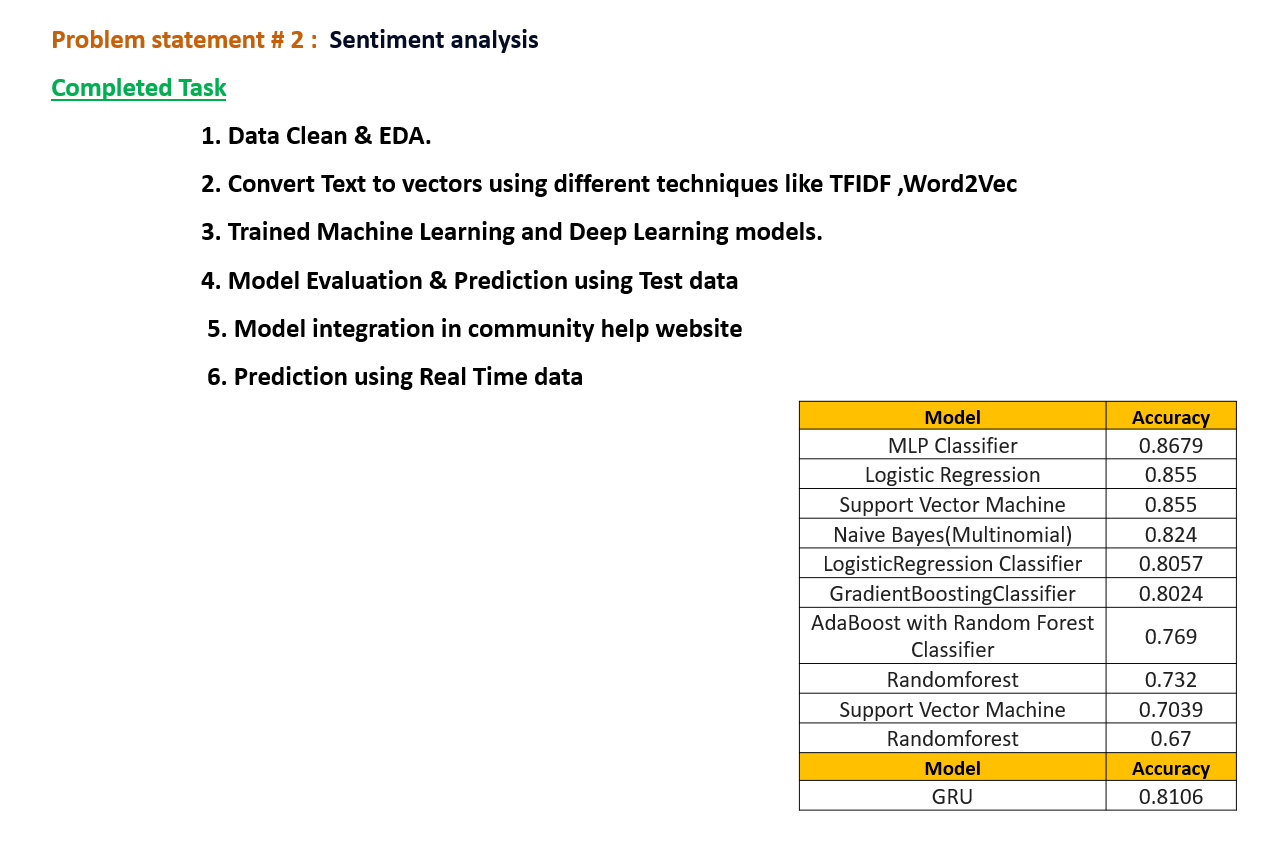 Problem statement # 2 : Sentiment analysis
Completed Task
1. Data Clean & EDA.
2. Convert Text to vectors using different techniques like TFIDF ,Word2Vec
3. Trained Machine Learning and Deep Learning models.
4. Model Evaluation & Prediction using Test data
5. Model integration in community help website
6. Prediction using Real Time data
Model Accuracy
MLP Classifier 0.8679
Logistic Regression 0.855
Support Vector Machine 0.855
Naive Bayes(Multinomial) 0.824
LogisticRegression Classifier 0.8057
GradientBoostingClassifier 0.8024
AdaBoost with Random Forest
Classifier 0.769
Randomforest 0.732
Support Vector Machine 0.7039
Randomforest 0.67
Model Accuracy
GRU 0.8106